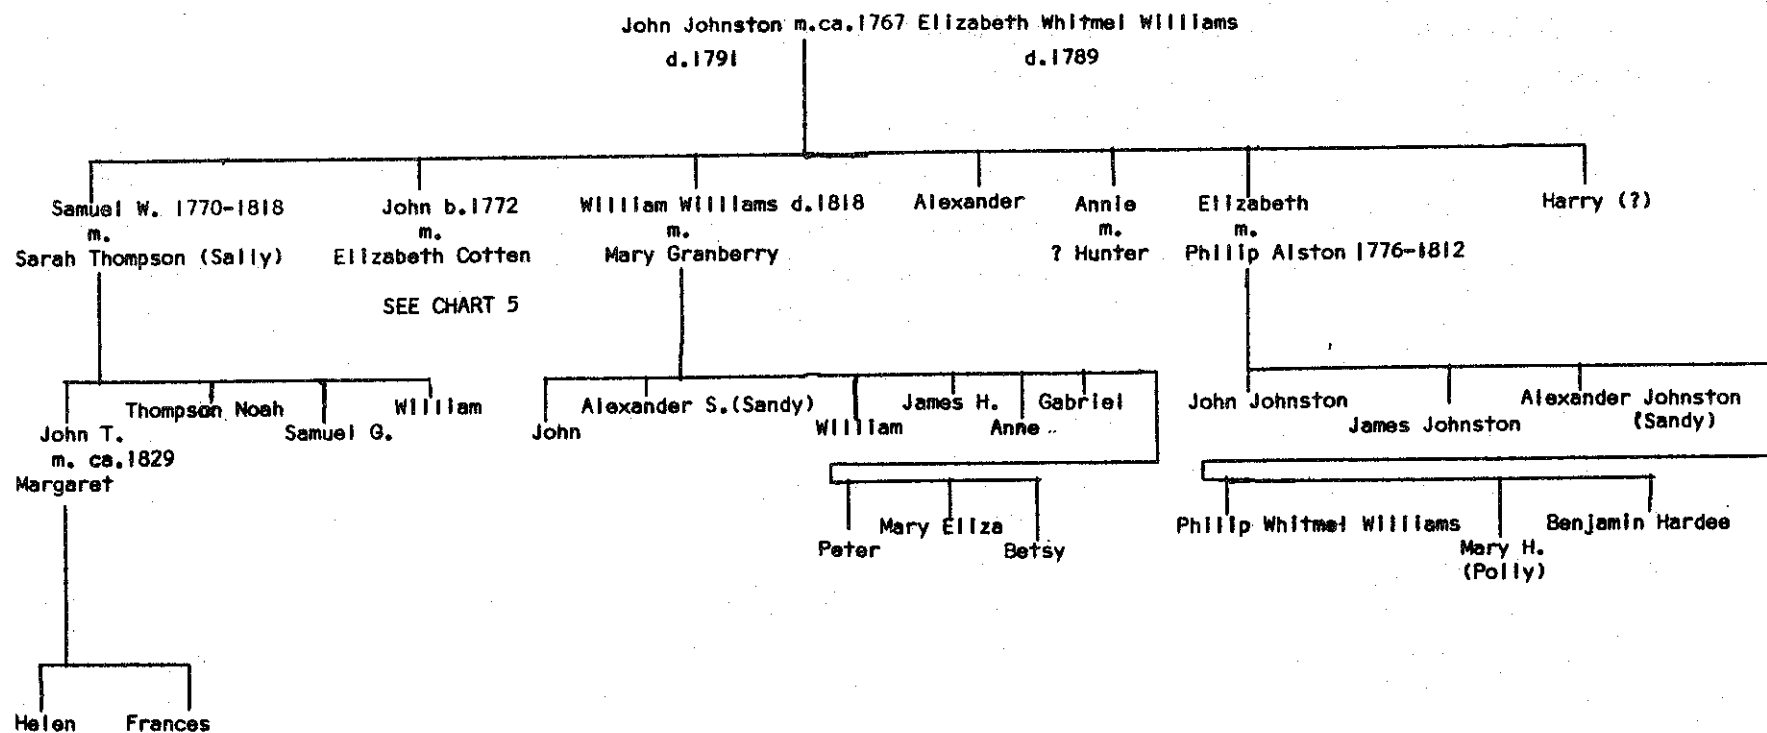 John Johnston m.ca.1767 Elizabeth Whitmel Williams
d.1791 d.1789
Samuel W. 1770-1818 John b.1772 William Williams d.1818 Alexander Annie Elizabeth Harry (?)
m. m. m. m. m.
Sarah Thompson (Sally) Elizabeth Cotten Mary Granberry ? Hunter Philip Alston 1776-1812
SEE CHART 5
Thompson Noah William Alexander S.(Sandy) James H. Gabriel John Johnston Alexander Johnston
John T. Samuel G. John William Anne James Johnston (Sandy)
m. ca.1829
Margaret
Mary Eliza Philip Whitmel Williams Benjamin Hardee
Peter Betsy Mary H.
(Polly)
Helen Frances